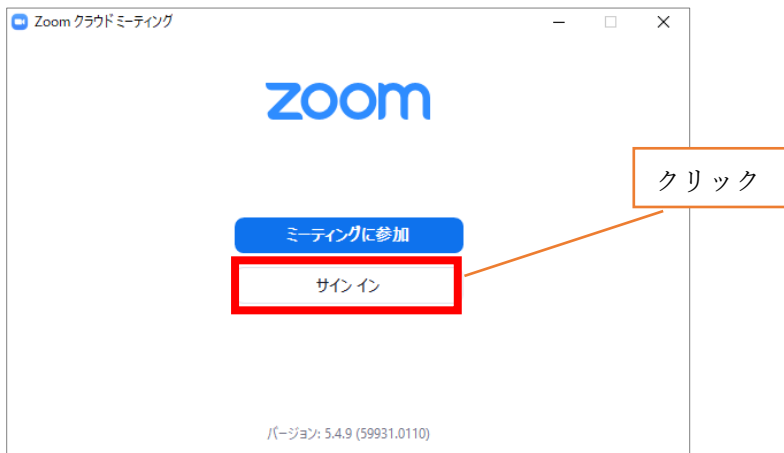 Zoom クラウド ミーティング
zoom
クリック
ミーティングに参加
サイン イン
バージョン: 5.4.9 (59931.0110)